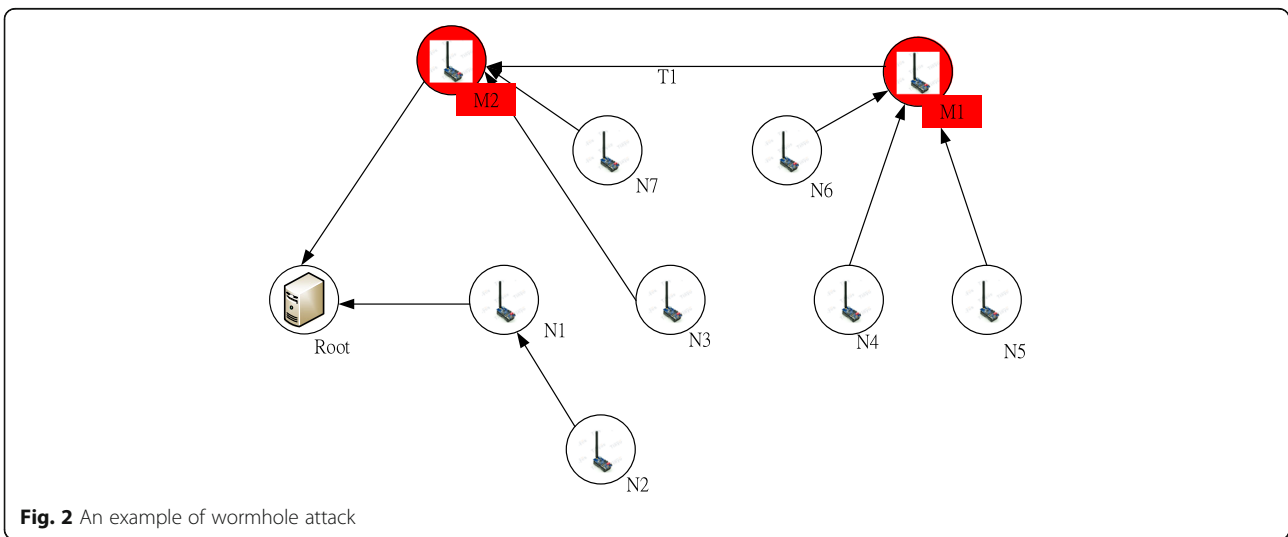 T1
M2
M1
N7
N6
Root
N1
N3
N4
N5
N2
Fig. 2 An example of wormhole attack